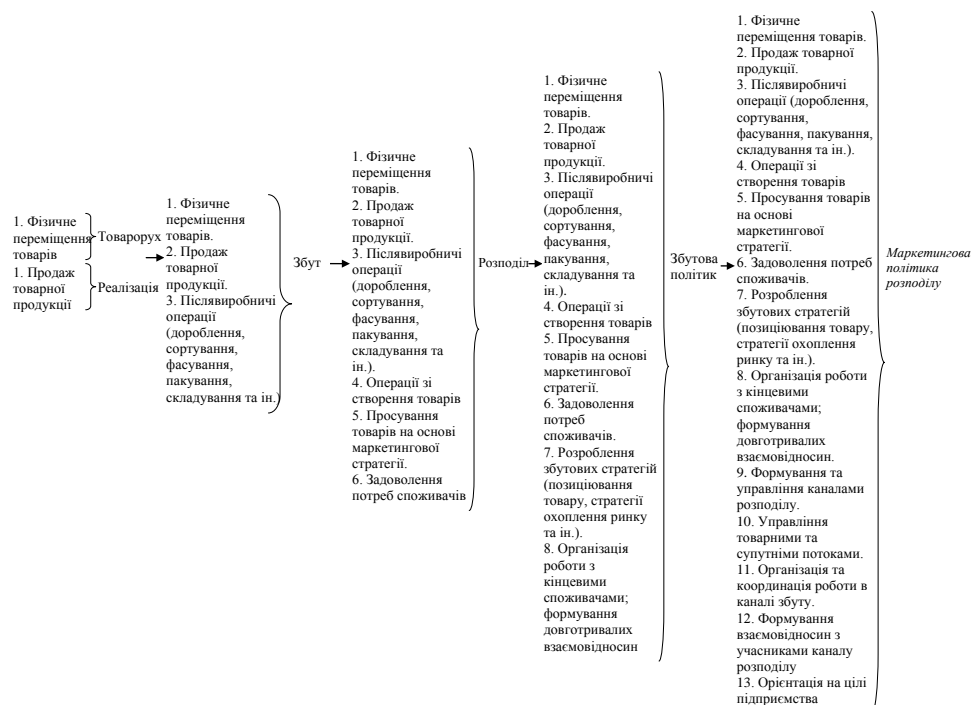 1. Фізичне
переміщення
товарів
1. Продаж
товарної
продукції
Товарорух
Реалізація
1. Фізичне
переміщення
товарів.
2. Продаж
товарної
продукції.
3. Післявиробничі
операції
(дороблення,
сортування,
фасування,
пакування,
складування та ін.)
Збут
1. Фізичне
переміщення
товарів.
2. Продаж
товарної
продукції.
3. Післявиробничі
операції
(дороблення,
сортування,
фасування,
пакування,
складування та
ін.).
4. Операції зі
створення товарів
5. Просування
товарів на основі
маркетингової
стратегії.
6. Задоволення
потреб споживачів
Розподіл
1. Фізичне
переміщення
товарів.
2. Продаж
товарної
продукції.
3. Післявиробничі
операції
(дороблення,
сортування,
фасування,
пакування,
складування та
ін.).
4. Операції зі
створення товарів
5. Просування
товарів на основі
маркетингової
стратегії.
6. Задоволення
потреб
споживачів.
7. Розроблення
збутових стратегій
(позиціювання
товару, стратегії
охоплення ринку
та ін.).
8. Організація
роботи з
кінцевими
споживачами;
формування
довготривалих
взаємовідносин
Збутова
політик
1. Фізичне
переміщення товарів.
2. Продаж товарної
продукції.
3. Післявиробничі
операції (дороблення,
сортування,
фасування, пакування,
складування та ін.).
4. Операції зі
створення товарів
5. Просування товарів
на основі
маркетингової
стратегії.
6. Задоволення потреб
споживачів.
7. Розроблення
збутових стратегій
(позиціювання товару,
стратегії охоплення
ринку та ін.).
8. Організація роботи
з кінцевими
споживачами;
формування
довготривалих
взаємовідносин.
9. Формування та
управління каналами
розподілу.
10. Управління
товарними та
супутніми потоками.
11. Організація та
координація роботи в
каналі збуту.
12. Формування
взаємовідносин з
учасниками каналу
розподілу
13. Орієнтація на цілі
підприємства
Маркетингова
політика
розподілу